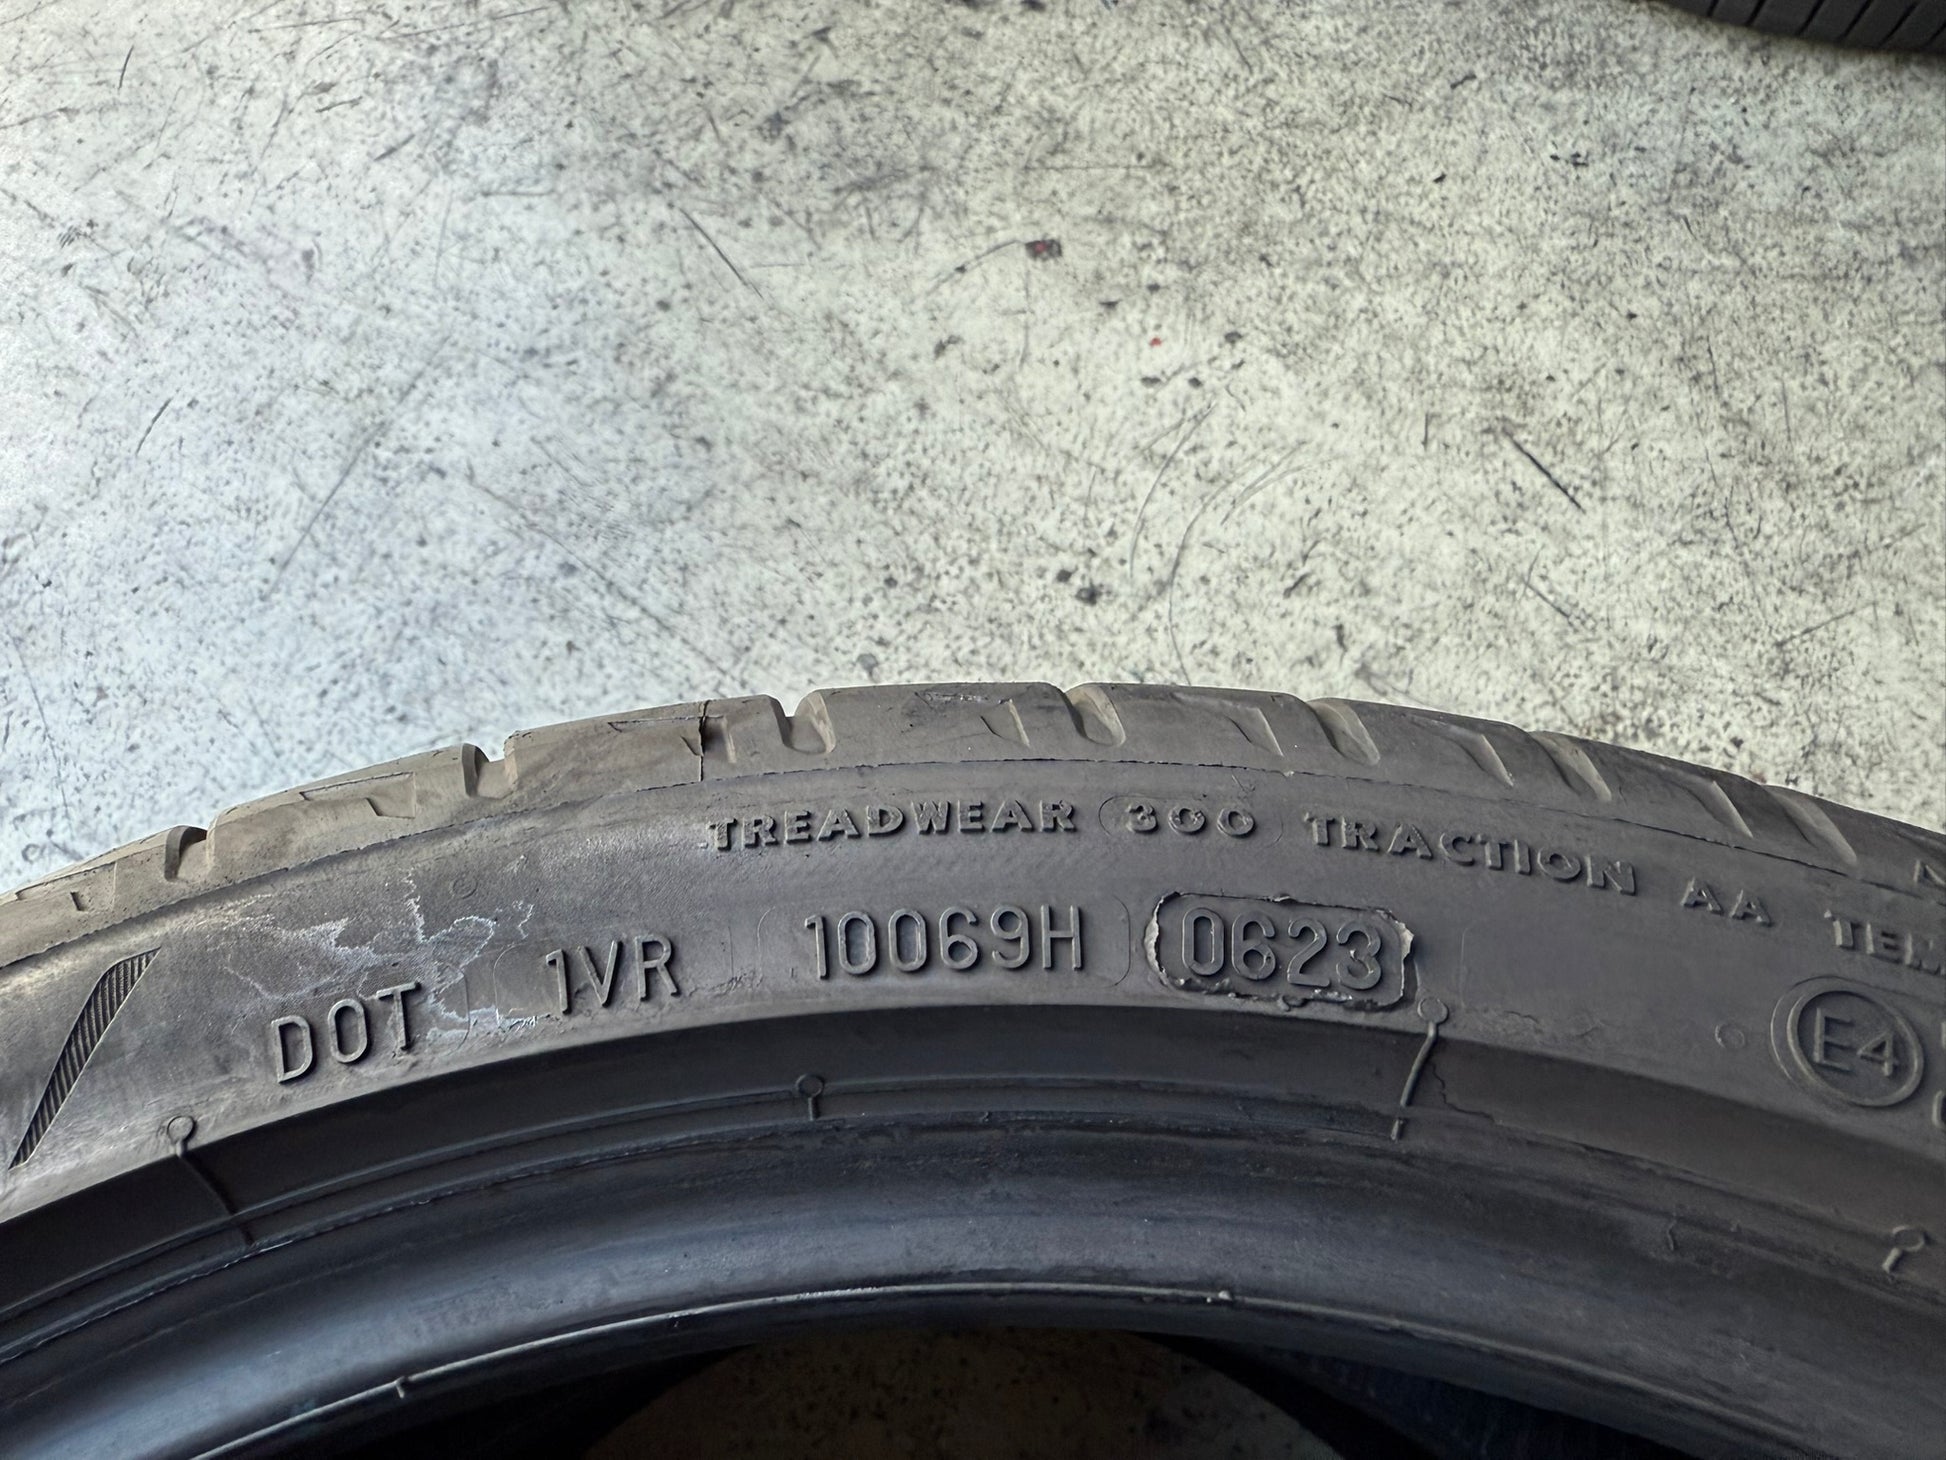 TREADWEAR 300 TRACTION AA
DOT 1VR 10069H 0623
E4